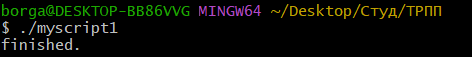 borga@DESKTOP-BB86VVG MINGW64 ~/Desktop/Студ/ТРПП
$ ./myscript1
finished.